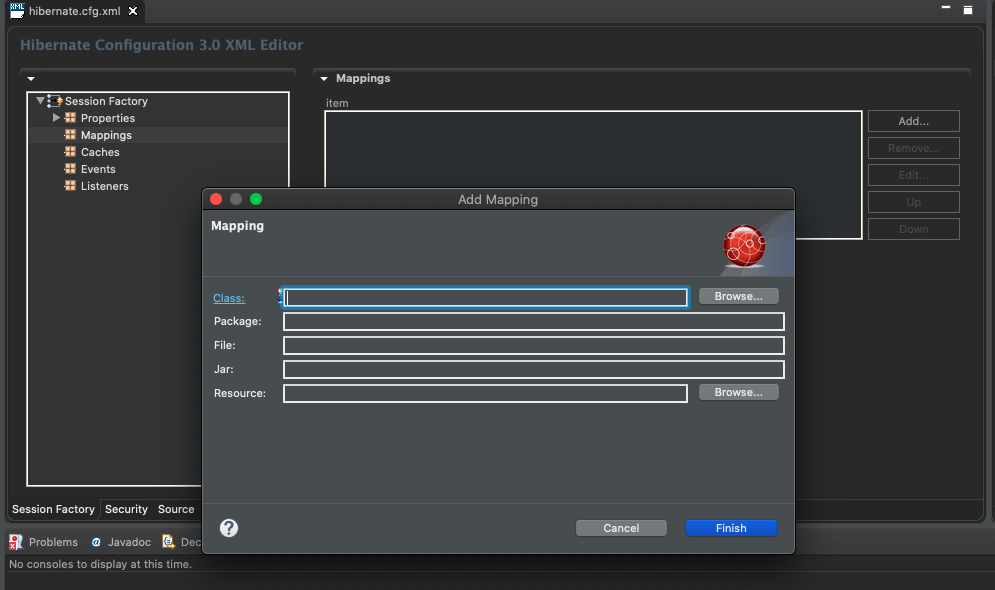 XML
hibernate.cfg.xml
Hibernate Configuration 3.0 XML Editor
Session Factory
Properties
Mappings
Caches
Events
Listeners
Mappings
item
Add...
Remove...
Edit...
Up
Down
Add Mapping
Mapping
Class:
Browse...
Package:
File:
Jar:
Resource:
Browse...
?
Cancel
Finish
Session Factory
Security
Source
Problems
@ Javadoc
Dec
No consoles to display at this time.